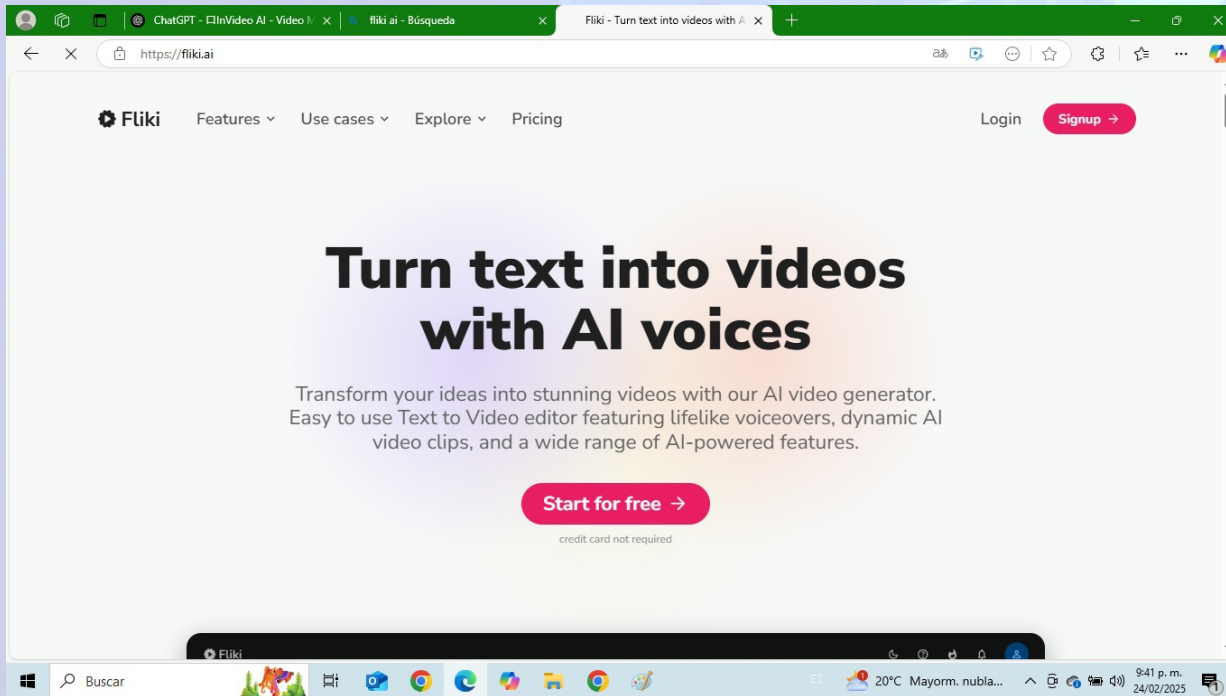 ChatGPT - InVideo AI - Video M
fliki ai - Búsqueda
Fliki - Turn text into videos with A
https://fliki.ai
Fliki
Features
Use cases
Explore
Pricing
Login
Signup →
Turn text into videos
with AI voices
Transform your ideas into stunning videos with our AI video generator.
Easy to use Text to Video editor featuring lifelike voiceovers, dynamic AI
video clips, and a wide range of AI-powered features.
Start for free →
credit card not required
Fliki
Buscar
20°C Mayorm. nubla...
9:41 p. m.
24/02/2025